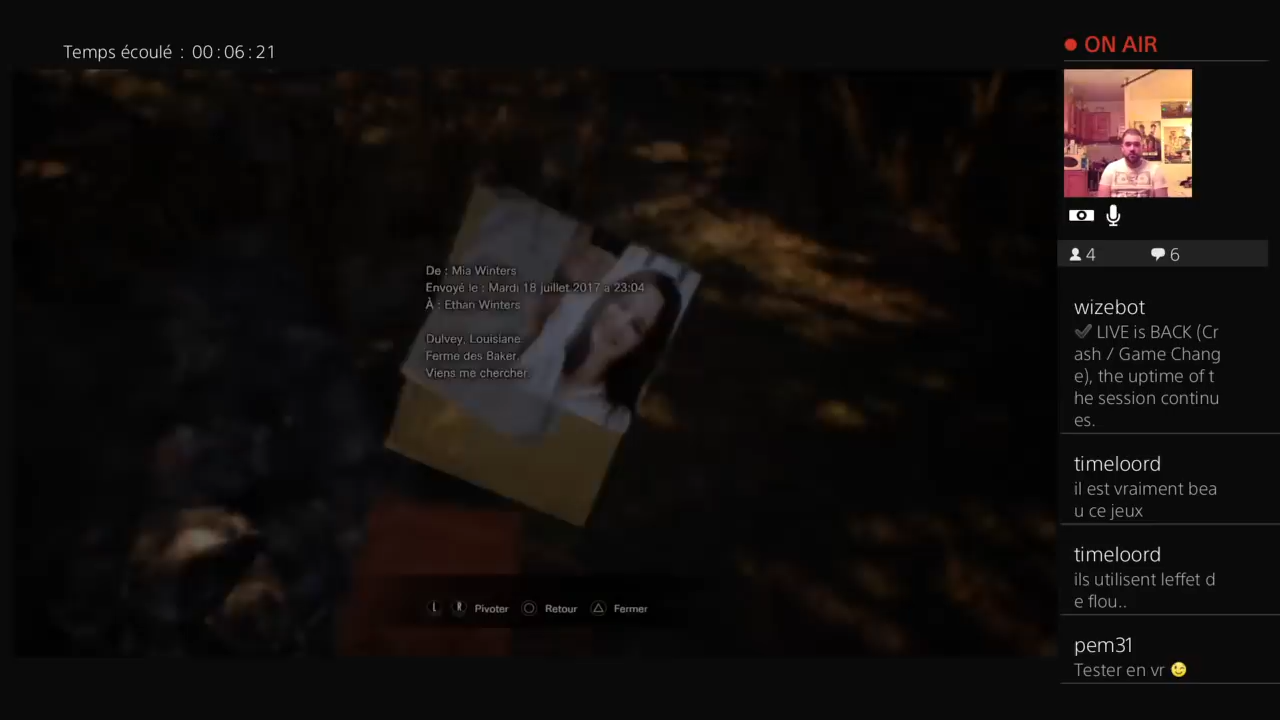 Temps écoulé : 00:06:21
ON AIR
4
6
De : Mia Winters
Envoyé le : Mardi 18 juillet 2017 à 23:04
À : Ethan Winters
Dulvey, Louisiane.
Ferme des Baker.
Viens me chercher.
L R Pivoter Retour Fermer
wizebot
LIVE is BACK (Cr
ash / Game Chang
e), the uptime of t
he session continu
es.
timeloord
il est vraiment bea
u ce jeux
timeloord
ils utilisent leffet d
e flou..
pem31
Tester en vr 😉